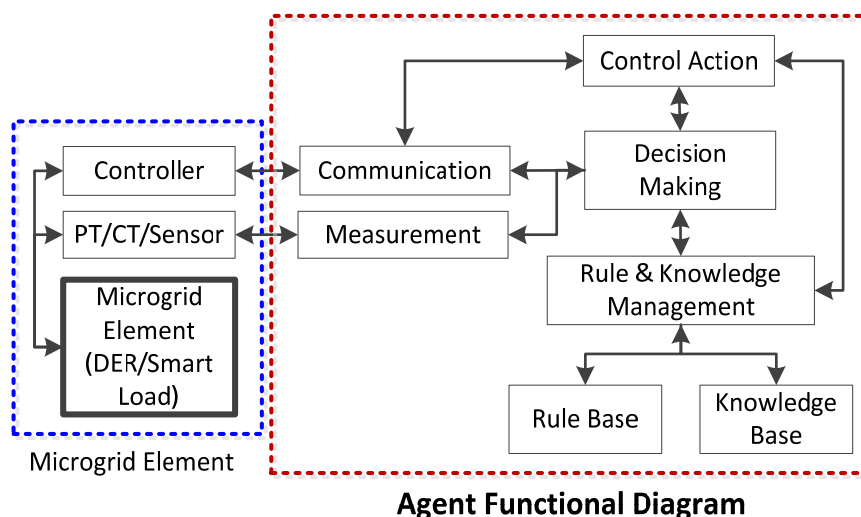 Control Action
Controller
Communication
Decision
Making
PT/CT/Sensor
Measurement
Microgrid
Element
(DER/Smart
Load)
Rule & Knowledge
Management
Rule Base
Knowledge
Base
Microgrid Element
Agent Functional Diagram